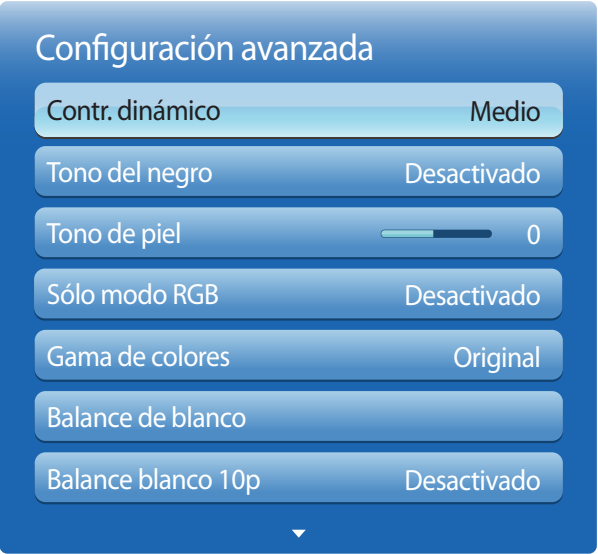 Configuración avanzada
Contr. dinámico Medio
Tono del negro Desactivado
Tono de piel 0
Sólo modo RGB Desactivado
Gama de colores Original
Balance de blanco
Balance blanco 10p Desactivado